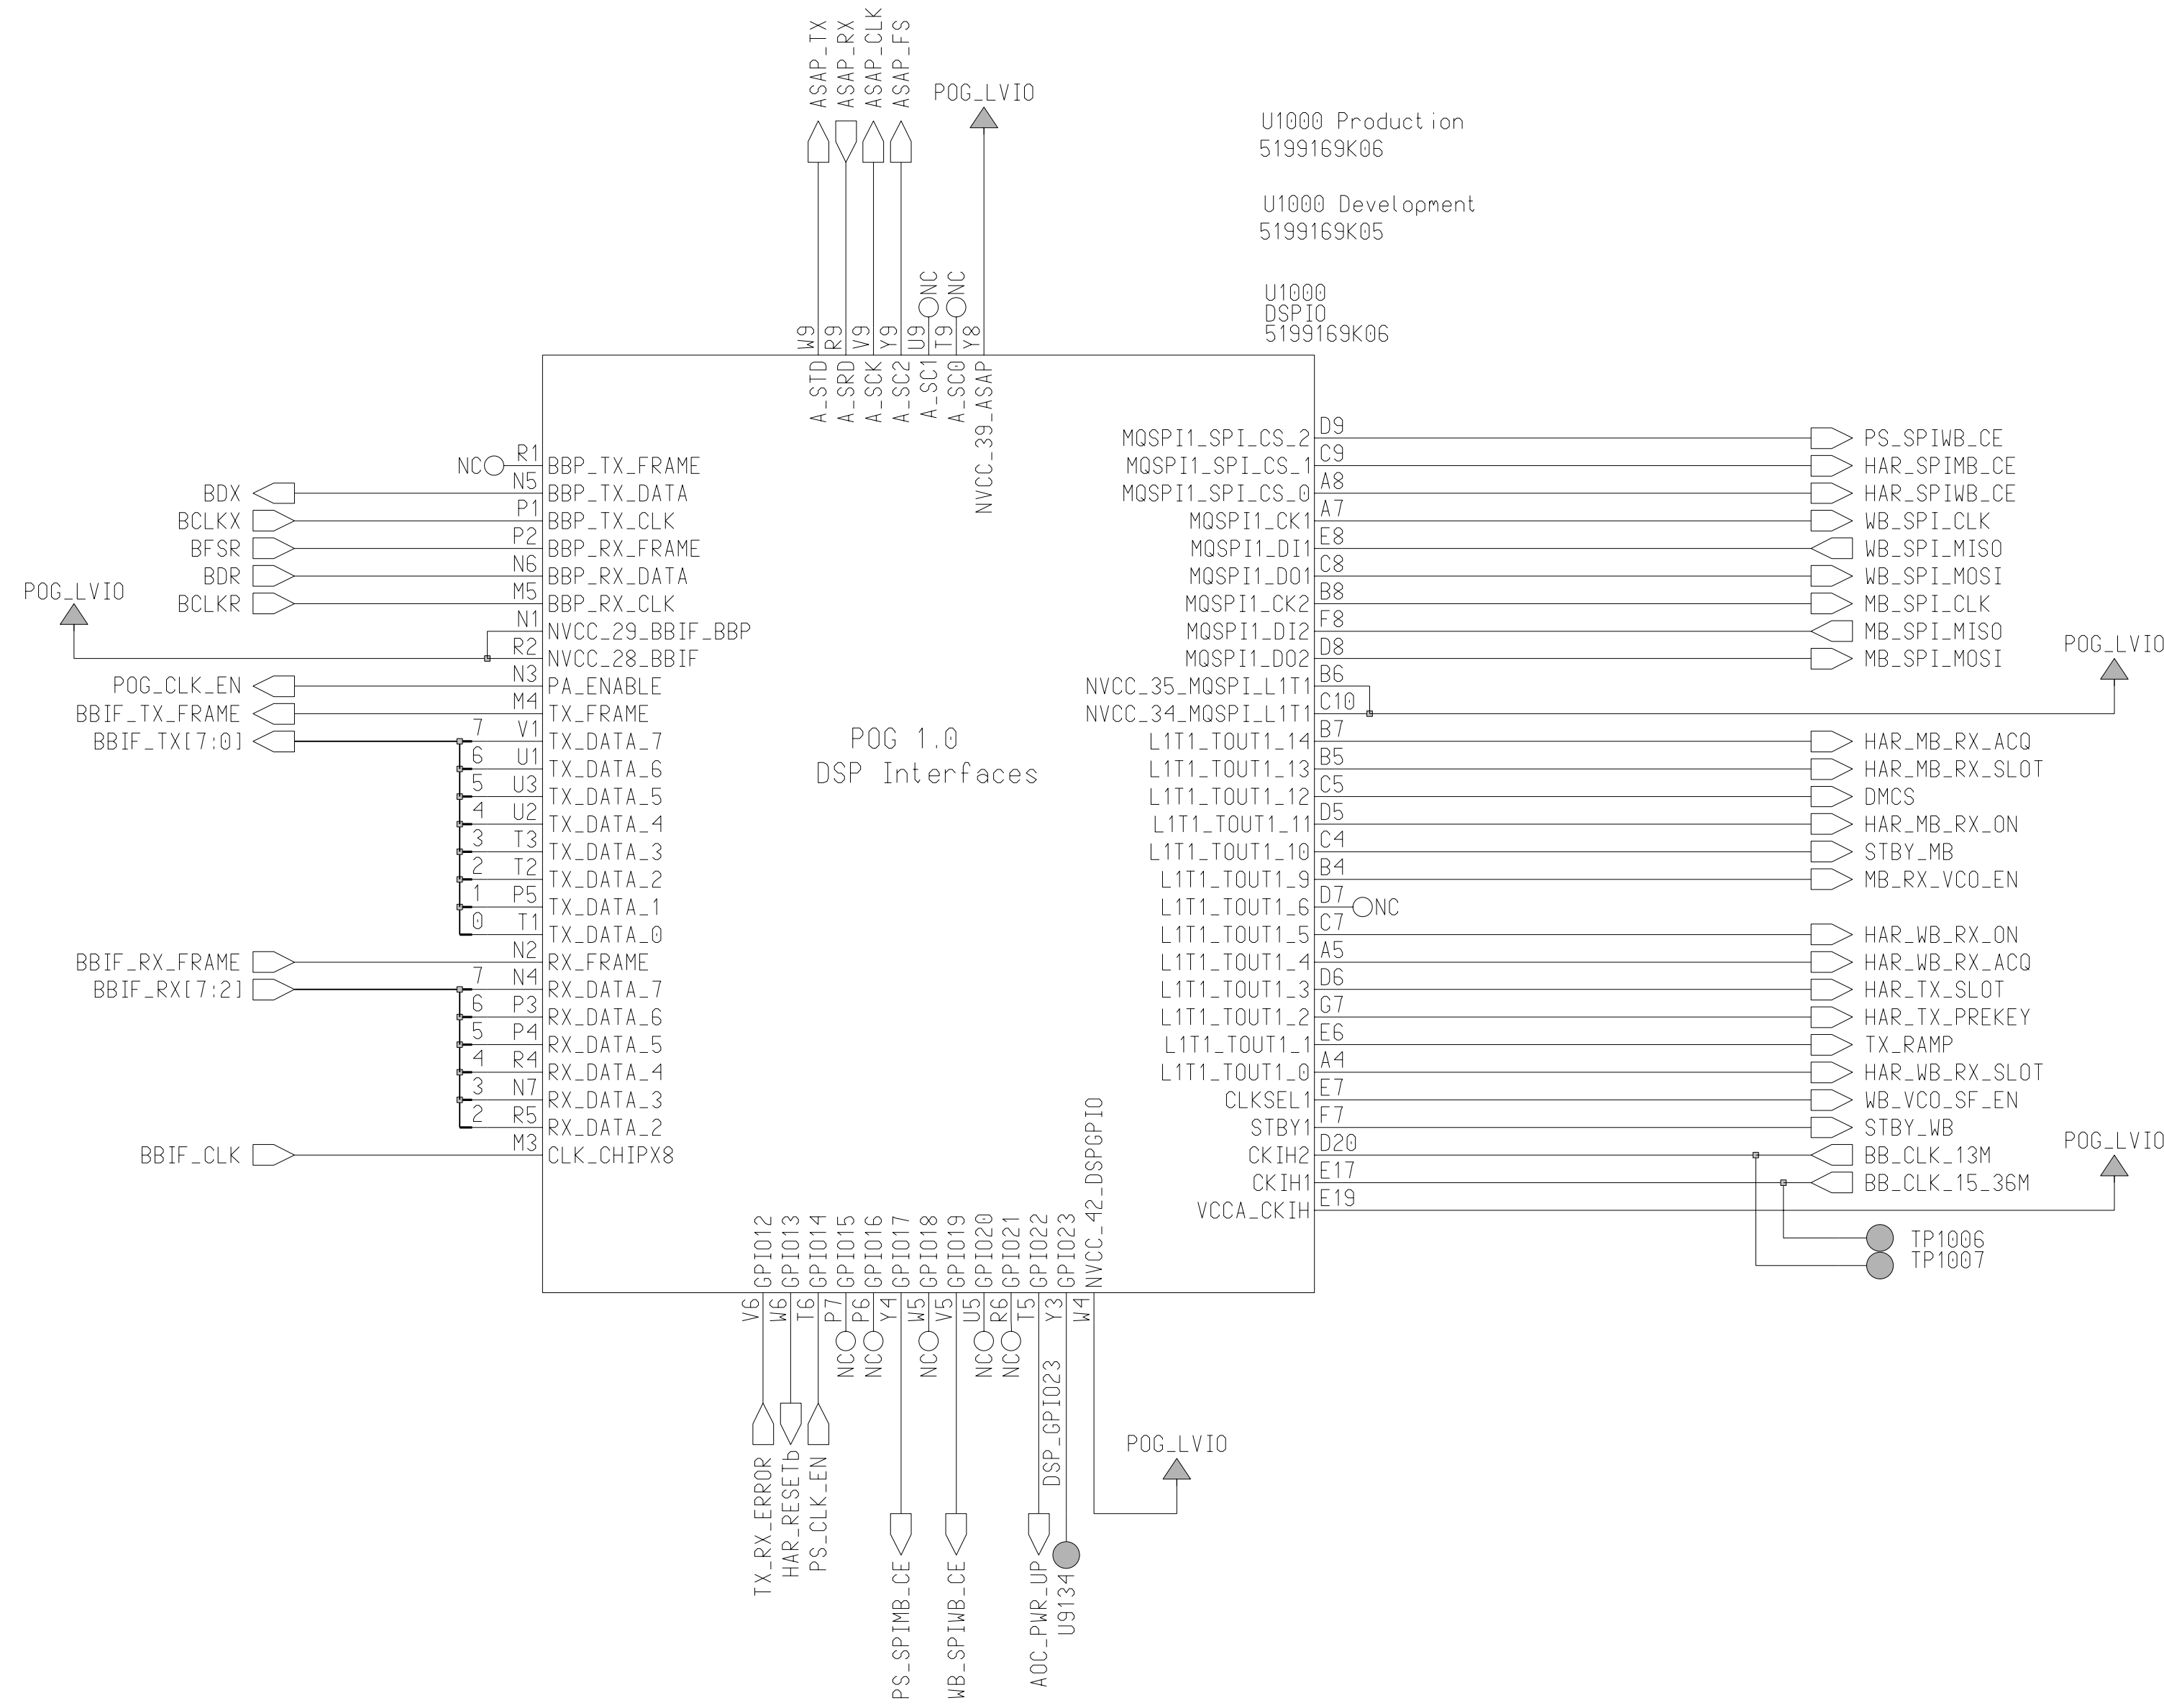 ASAP_TX
ASAP_RX
ASAP_CLK
ASAP_FS
POG_LVIO
U1000 Production
5199169K06
U1000 Development
5199169K05
U1000
DSPIO
5199169K06
NC
NC
W9
R9
V9
Y9
U9
T9
Y8
A_STD
A_SRD
A_SCK
A_SC2
A_SC1
A_SC0
NVCC_39_ASAP
NC R1 BBP_TX_FRAME
BDX N5 BBP_TX_DATA
BCLKX P1 BBP_TX_CLK
BFSR P2 BBP_RX_FRAME
BDR N6 BBP_RX_DATA
BCLKR M5 BBP_RX_CLK
POG_LVIO
N1 NVCC_29_BBIF_BBP
R2 NVCC_28_BBIF
POG_CLK_EN N3 PA_ENABLE
BBIF_TX_FRAME M4 TX_FRAME
BBIF_TX[7:0] 7 V1 TX_DATA_7
6 U1 TX_DATA_6
5 U3 TX_DATA_5
4 U2 TX_DATA_4
3 T3 TX_DATA_3
2 T2 TX_DATA_2
1 P5 TX_DATA_1
0 T1 TX_DATA_0
BBIF_RX_FRAME N2 RX_FRAME
BBIF_RX[7:2] 7 N4 RX_DATA_7
6 P3 RX_DATA_6
5 P4 RX_DATA_5
4 R4 RX_DATA_4
3 N7 RX_DATA_3
2 R5 RX_DATA_2
BBIF_CLK M3 CLK_CHIPX8
POG 1.0
DSP Interfaces
MQSPI1_SPI_CS_2 D9 PS_SPIWB_CE
MQSPI1_SPI_CS_1 C9 HAR_SPIMB_CE
MQSPI1_SPI_CS_0 A8 HAR_SPIWB_CE
MQSPI1_CK1 A7 WB_SPI_CLK
MQSPI1_DI1 E8 WB_SPI_MISO
MQSPI1_DO1 C8 WB_SPI_MOSI
MQSPI1_CK2 B8 MB_SPI_CLK
MQSPI1_DI2 F8 MB_SPI_MISO
MQSPI1_DO2 D8 MB_SPI_MOSI
POG_LVIO
NVCC_35_MQSPI_L1T1 B6
NVCC_34_MQSPI_L1T1 C10
L1T1_TOUT1_14 B7 HAR_MB_RX_ACQ
L1T1_TOUT1_13 B5 HAR_MB_RX_SLOT
L1T1_TOUT1_12 C5 DMCS
L1T1_TOUT1_11 D5 HAR_MB_RX_ON
L1T1_TOUT1_10 C4 STBY_MB
L1T1_TOUT1_9 B4 MB_RX_VCO_EN
L1T1_TOUT1_6 D7 NC
L1T1_TOUT1_5 C7 HAR_WB_RX_ON
L1T1_TOUT1_4 A5 HAR_WB_RX_ACQ
L1T1_TOUT1_3 D6 HAR_TX_SLOT
L1T1_TOUT1_2 G7 HAR_TX_PREKEY
L1T1_TOUT1_1 E6 TX_RAMP
L1T1_TOUT1_0 A4 HAR_WB_RX_SLOT
CLKSEL1 E7 WB_VCO_SF_EN
STBY1 F7 STBY_WB
CKIH2 D20 BB_CLK_13M
CKIH1 E17 BB_CLK_15_36M
VCCA_CKIH E19
POG_LVIO
TP1006
TP1007
GPIO12
GPIO13
GPIO14
GPIO15
GPIO16
GPIO17
GPIO18
GPIO19
GPIO20
GPIO21
GPIO22
GPIO23
NVCC_42_DSPGPIO
V6
W6
T6
P7
P6
Y4
W5
V5
U5
R6
T5
Y3
W4
NC
NC
NC
NC
NC
DSP_GPIO23
POG_LVIO
TX_RX_ERROR
HAR_RESETb
PS_CLK_EN
PS_SPIMB_CE
WB_SPIWB_CE
AOC_PWR_UP
U9134